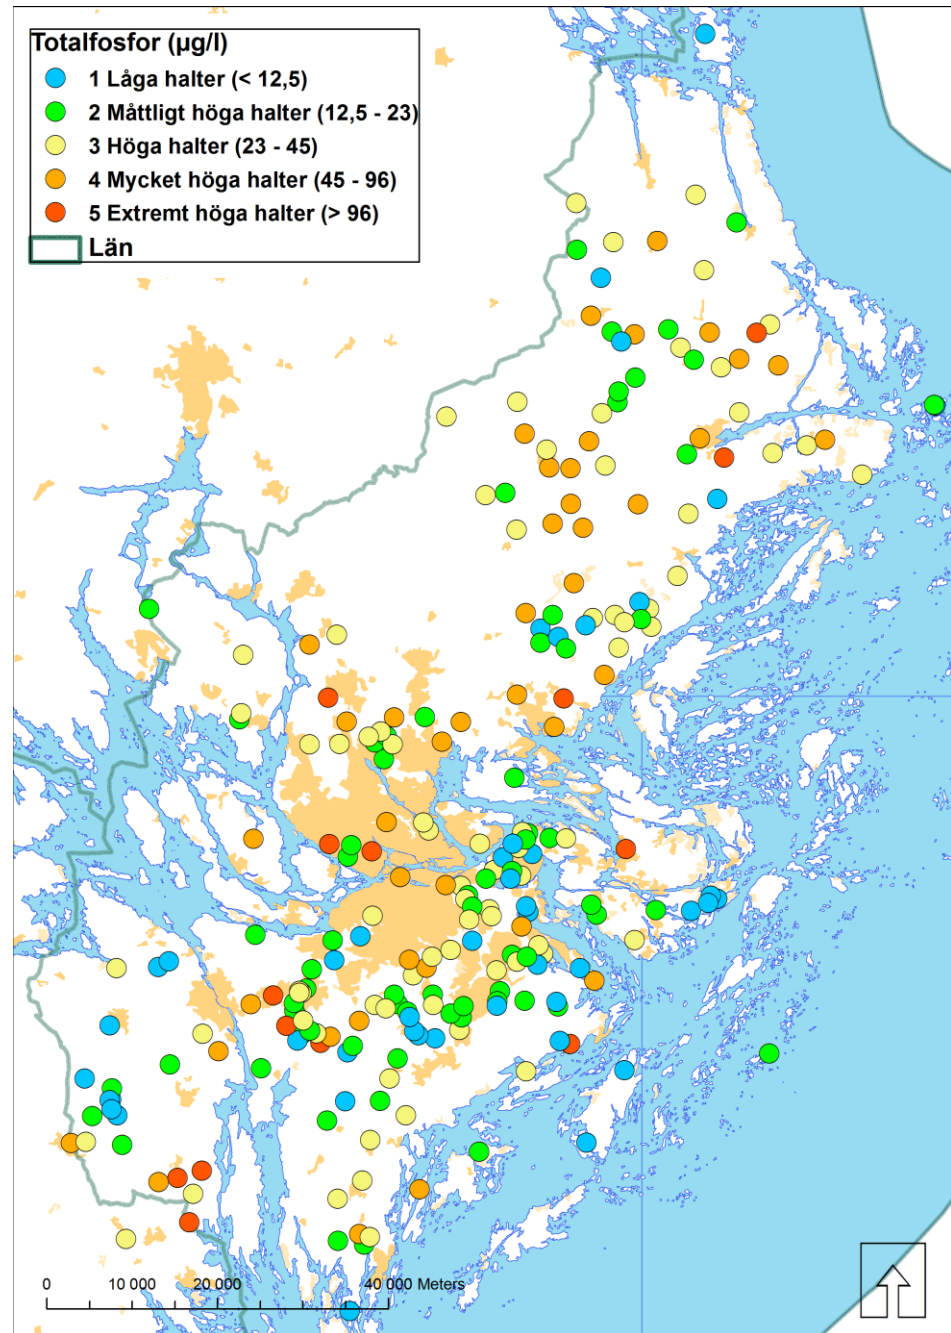 Totalfosfor (µg/l)
1 Låga halter (< 12,5)
2 Måttligt höga halter (12,5 - 23)
3 Höga halter (23 - 45)
4 Mycket höga halter (45 - 96)
5 Extremt höga halter (> 96)
Län
0 10 000 20 000 40 000 Meters